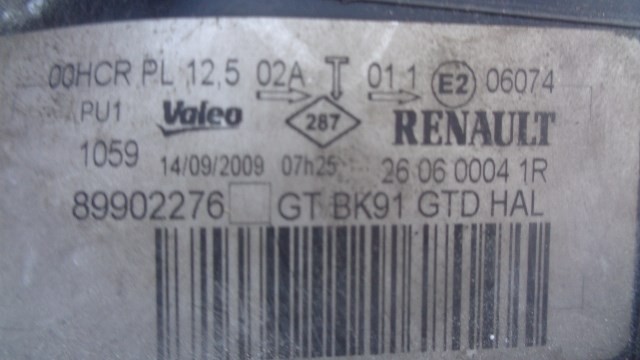 00HCR PL 12,5 02A 01 1 E2 06074
PU1 Valeo 287 RENAULT
1059 14/09/2009 07h25 26 06 0004 1R
89902276 GT BK91 GTD HAL